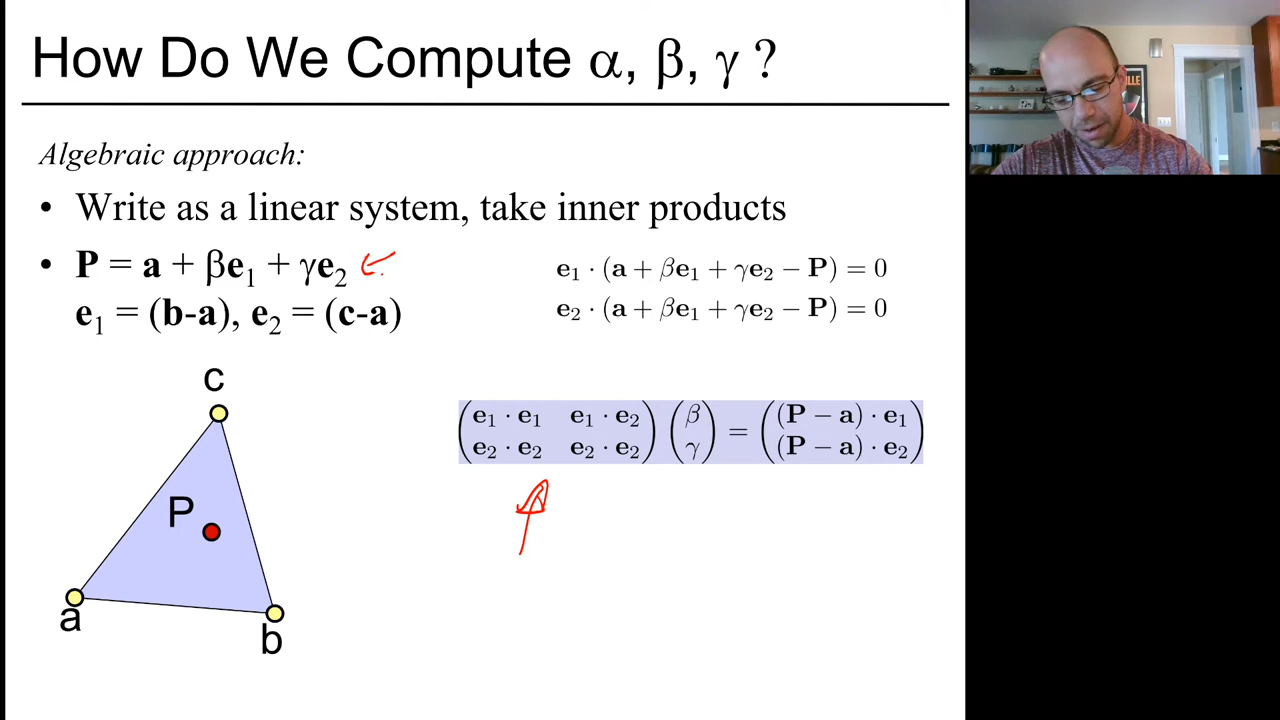 How Do We Compute α, β, γ ?
Algebraic approach:
• Write as a linear system, take inner products
• P = a + βe₁ + γe₂
e₁ = (b-a), e₂ = (c-a)
e₁ · (a + βe₁ + γe₂ − P) = 0
e₂ · (a + βe₁ + γe₂ − P) = 0
(e₁ · e₁ e₁ · e₂) (β) = ((P − a) · e₁)
(e₂ · e₂ e₂ · e₂) (γ) ((P − a) · e₂)
c
P
a
b